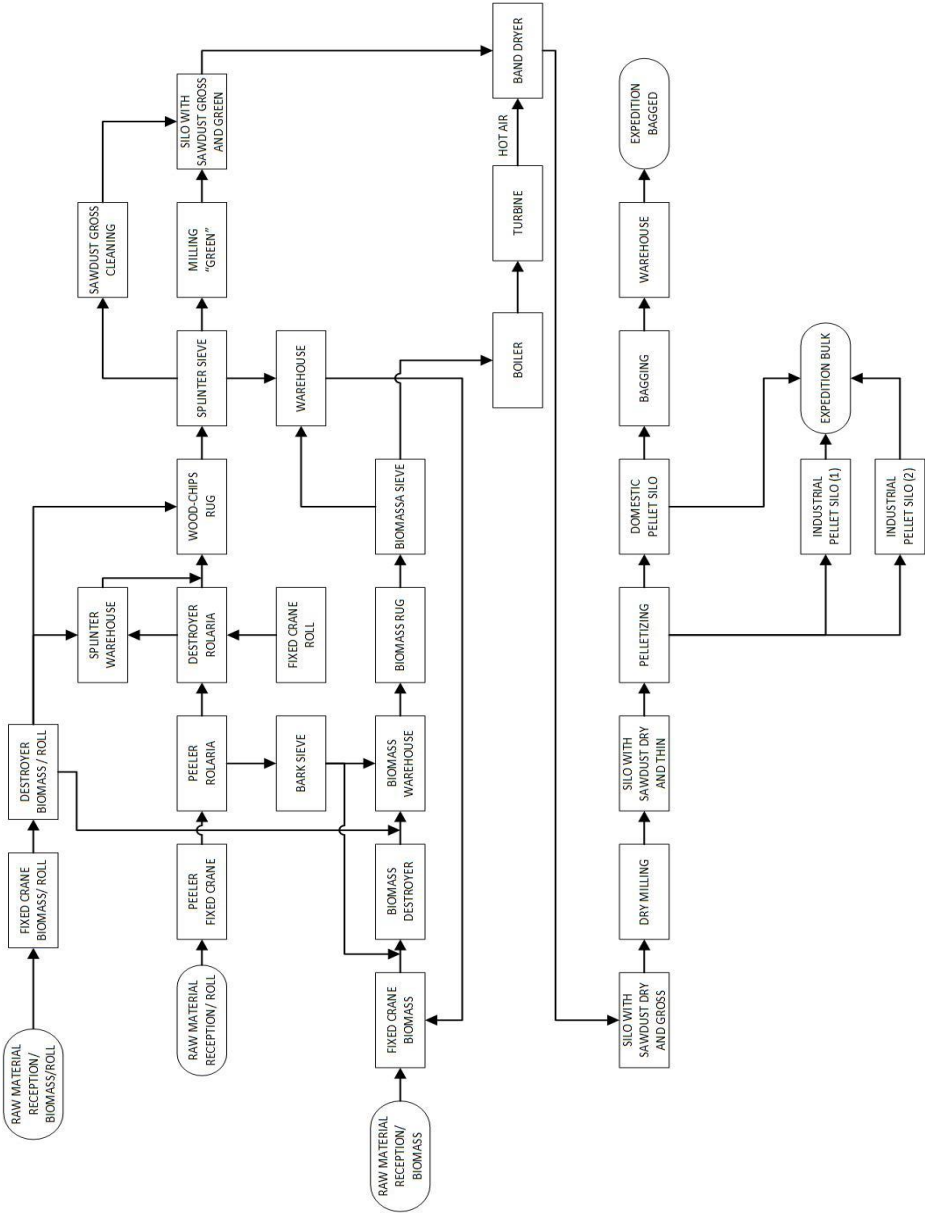 RAW MATERIAL
RECEPTION/
BIOMASS/ROLL
FIXED CRANE
BIOMASS/ ROLL
DESTROYER
BIOMASS / ROLL
SPLINTER
WAREHOUSE
SAWDUST GROSS
CLEANING
RAW MATERIAL
RECEPTION/ ROLL
PEELER
FIXED CRANE
PEELER
ROLARIA
DESTROYER
ROLARIA
WOOD-CHIPS
RUG
SPLINTER SIEVE
MILLING
"GREEN"
SILO WITH
SAWDUST GROSS
AND GREEN
BARK SIEVE
FIXED CRANE
ROLL
WAREHOUSE
RAW MATERIAL
RECEPTION/
BIOMASS
FIXED CRANE
BIOMASS
BIOMASS
DESTROYER
BIOMASS
WAREHOUSE
BIOMASS RUG
BIOMASSA SIEVE
BOILER
TURBINE
HOT AIR
BAND DRYER
SILO WITH
SAWDUST DRY
AND GROSS
DRY MILLING
SILO WITH
SAWDUST DRY
AND THIN
PELLETIZING
DOMESTIC
PELLET SILO
BAGGING
WAREHOUSE
EXPEDITION
BAGGED
INDUSTRIAL
PELLET SILO (1)
EXPEDITION BULK
INDUSTRIAL
PELLET SILO (2)